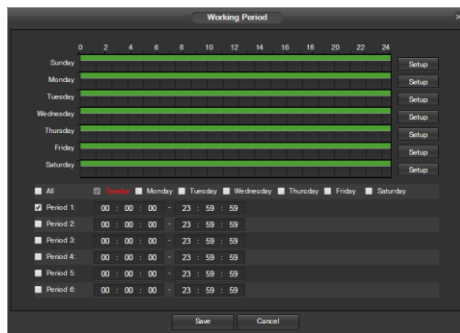 Working Period
0 2 4 6 8 10 12 14 16 18 20 22 24
Sunday Setup
Monday Setup
Tuesday Setup
Wednesday Setup
Thursday Setup
Friday Setup
Saturday Setup
All Sunday Monday Tuesday Wednesday Thursday Friday Saturday
Period 1: 00 : 00 : 00 - 23 : 59 : 59
Period 2: 00 : 00 : 00 - 23 : 59 : 59
Period 3: 00 : 00 : 00 - 23 : 59 : 59
Period 4: 00 : 00 : 00 - 23 : 59 : 59
Period 5: 00 : 00 : 00 - 23 : 59 : 59
Period 6: 00 : 00 : 00 - 23 : 59 : 59
Save Cancel